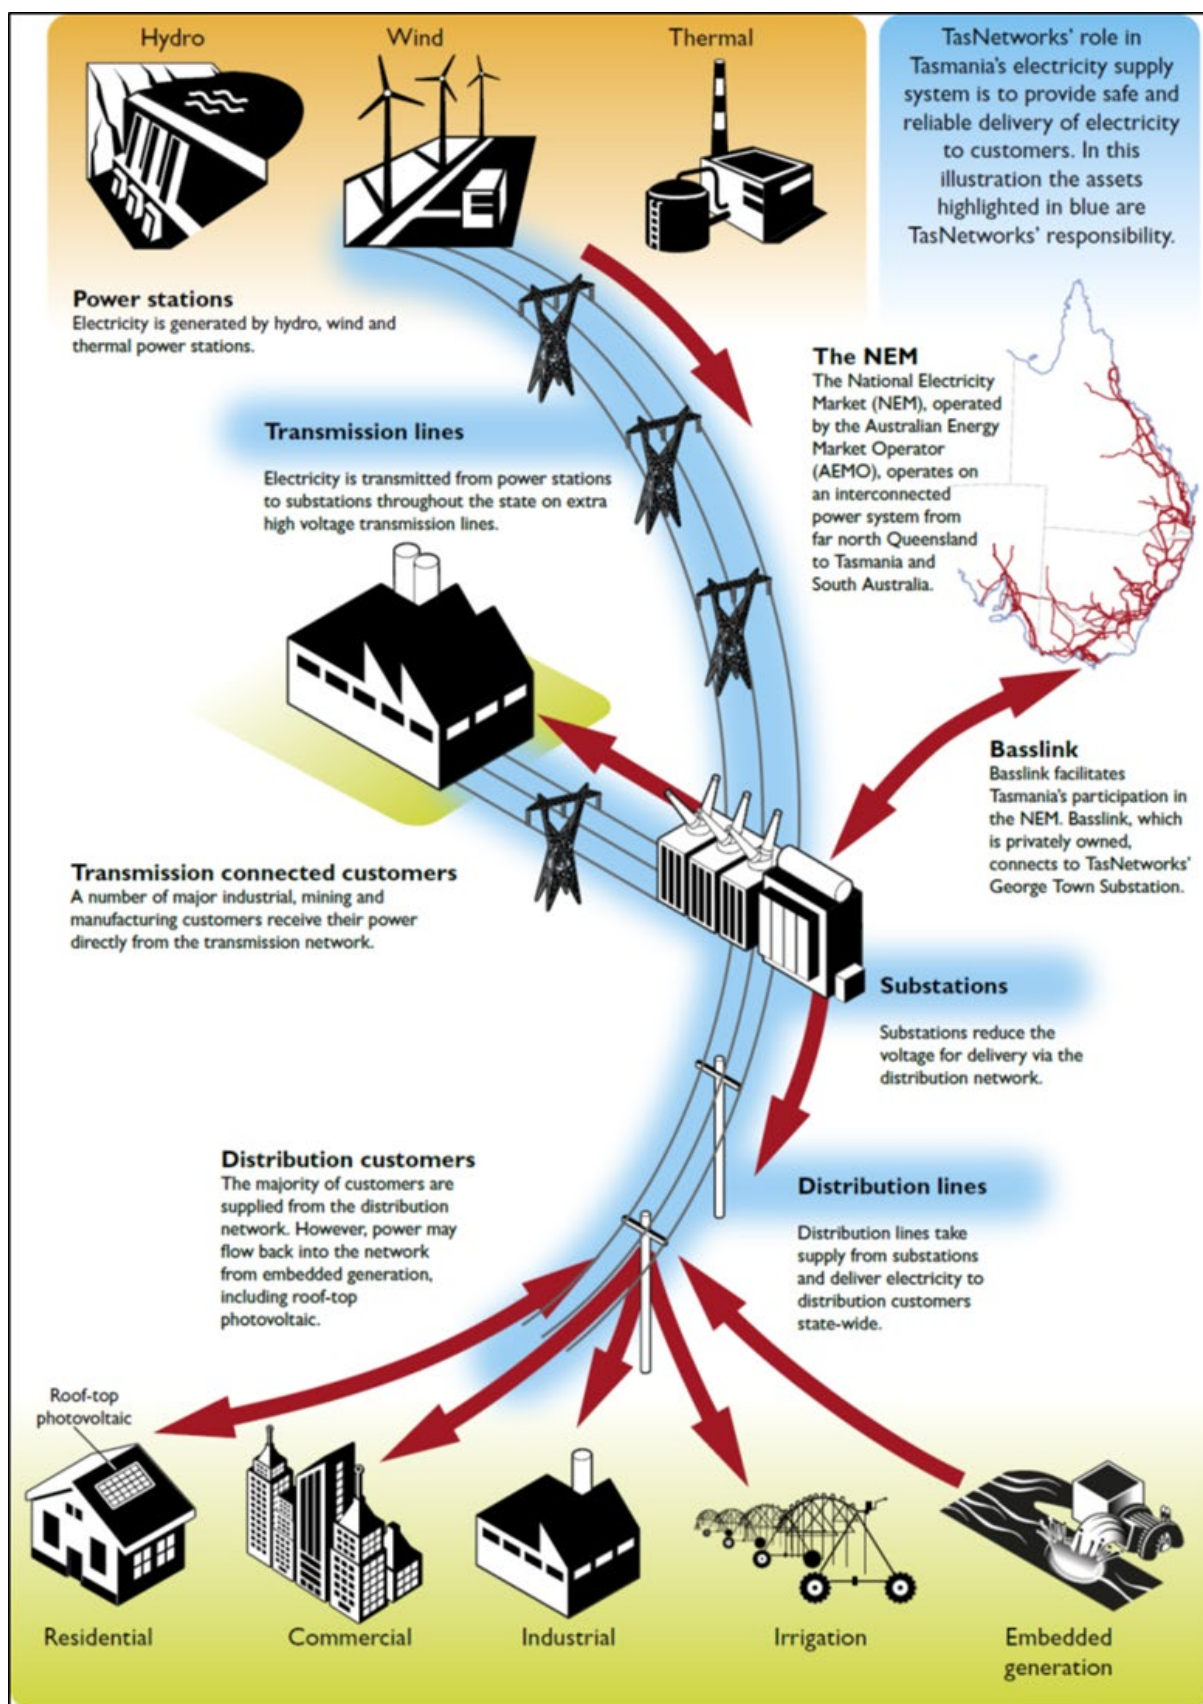 Hydro
Wind
Thermal
TasNetworks' role in
Tasmania's electricity supply
system is to provide safe and
reliable delivery of electricity
to customers. In this
illustration the assets
highlighted in blue are
TasNetworks' responsibility.
Power stations
Electricity is generated by hydro, wind and
thermal power stations.
The NEM
The National Electricity
Market (NEM), operated
by the Australian Energy
Market Operator
(AEMO), operates on
an interconnected
power system from
far north Queensland
to Tasmania and
South Australia.
Transmission lines
Electricity is transmitted from power stations
to substations throughout the state on extra
high voltage transmission lines.
Basslink
Basslink facilitates
Tasmania's participation in
the NEM. Basslink, which
is privately owned,
connects to TasNetworks'
George Town Substation.
Transmission connected customers
A number of major industrial, mining and
manufacturing customers receive their power
directly from the transmission network.
Substations
Substations reduce the
voltage for delivery via the
distribution network.
Distribution customers
The majority of customers are
supplied from the distribution
network. However, power may
flow back into the network
from embedded generation,
including roof-top
photovoltaic.
Distribution lines
Distribution lines take
supply from substations
and deliver electricity to
distribution customers
state-wide.
Roof-top
photovoltaic
Residential
Commercial
Industrial
Irrigation
Embedded
generation